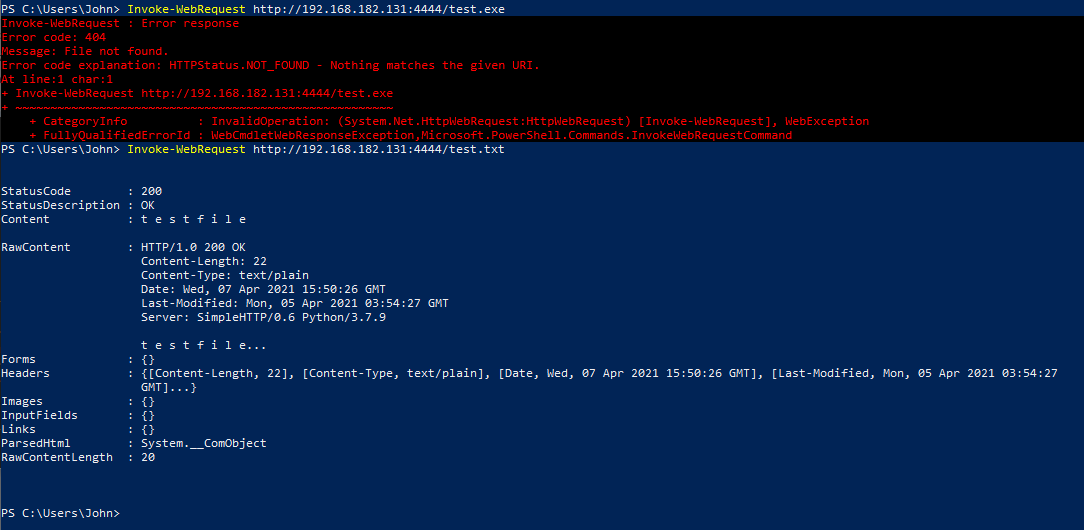 PS C:\Users\John> Invoke-WebRequest http://192.168.182.131:4444/test.exe
Invoke-WebRequest : Error response
Error code: 404
Message: File not found.
Error code explanation: HTTPStatus.NOT_FOUND - Nothing matches the given URI.
At line:1 char:1
+ Invoke-WebRequest http://192.168.182.131:4444/test.exe
+ ~~~~~~~~~~~~~~~~~~~~~~~~~~~~~~~~~~~~~~~~~~~~~~~~~~~~~~
    + CategoryInfo          : InvalidOperation: (System.Net.HttpWebRequest:HttpWebRequest) [Invoke-WebRequest], WebException
    + FullyQualifiedErrorId : WebCmdletWebResponseException,Microsoft.PowerShell.Commands.InvokeWebRequestCommand
PS C:\Users\John> Invoke-WebRequest http://192.168.182.131:4444/test.txt
StatusCode        : 200
StatusDescription : OK
Content           : t e s t f i l e
RawContent        : HTTP/1.0 200 OK
                    Content-Length: 22
                    Content-Type: text/plain
                    Date: Wed, 07 Apr 2021 15:50:26 GMT
                    Last-Modified: Mon, 05 Apr 2021 03:54:27 GMT
                    Server: SimpleHTTP/0.6 Python/3.7.9
                    t e s t f i l e...
Forms             : {}
Headers           : {[Content-Length, 22], [Content-Type, text/plain], [Date, Wed, 07 Apr 2021 15:50:26 GMT], [Last-Modified, Mon, 05 Apr 2021 03:54:27
                    GMT]...}
Images            : {}
InputFields       : {}
Links             : {}
ParsedHtml        : System.__ComObject
RawContentLength  : 20
PS C:\Users\John>